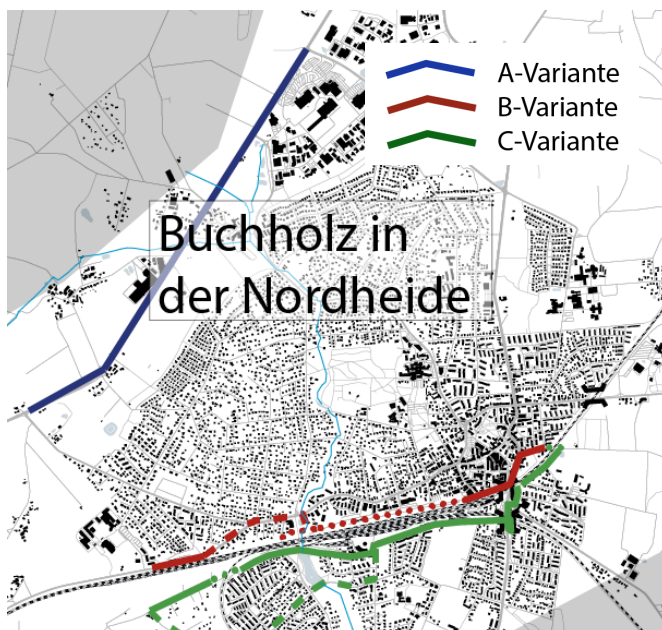 A-Variante
B-Variante
C-Variante
Buchholz in
der Nordheide